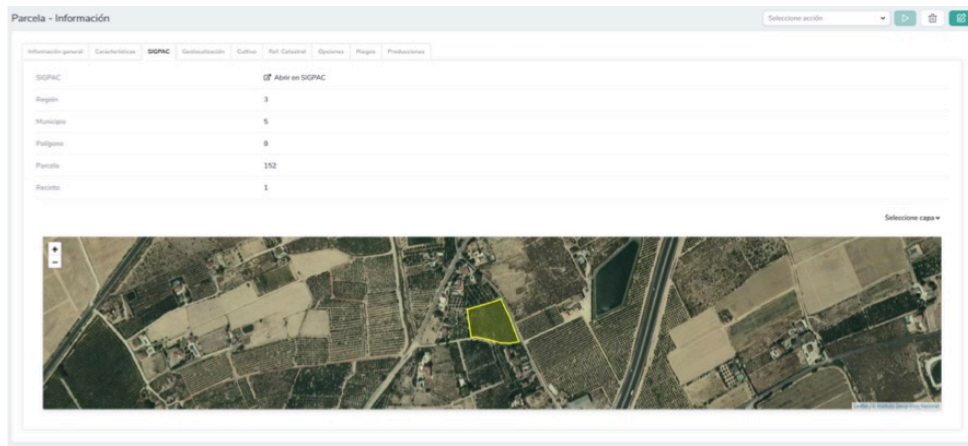 Parcela - Información
Seleccione acción
Información general Características SIGPAC Geolocalización Cultivo Ref. Catastral Opciones Riegos Producciones
SIGPAC Abrir en SIGPAC
Región 3
Municipio 5
Polígono 8
Parcela 152
Recinto 1
Seleccione capa
+
−